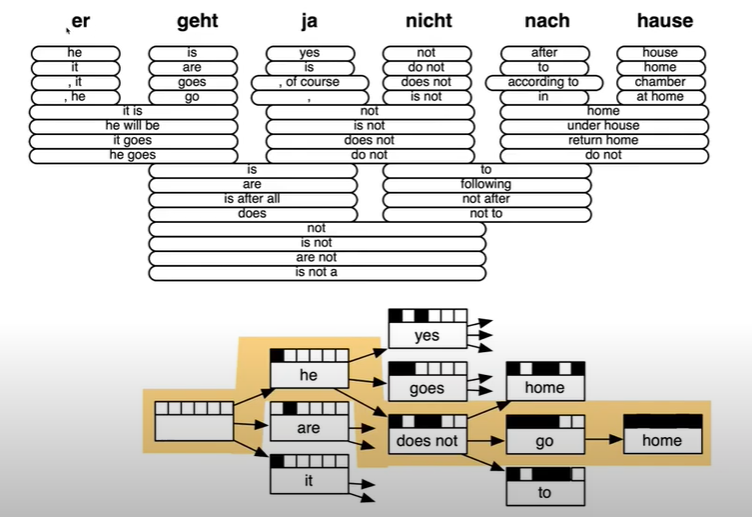 er geht ja nicht nach hause
he is yes not after house
it are is do not to home
, it goes , of course does not according to chamber
, he go , is not in at home
it is not home
he will be is not under house
it goes does not return home
he goes do not do not
is to
are following
is after all not after
does not to
not
is not
are not
is not a
yes
he goes home
are does not go home
it to